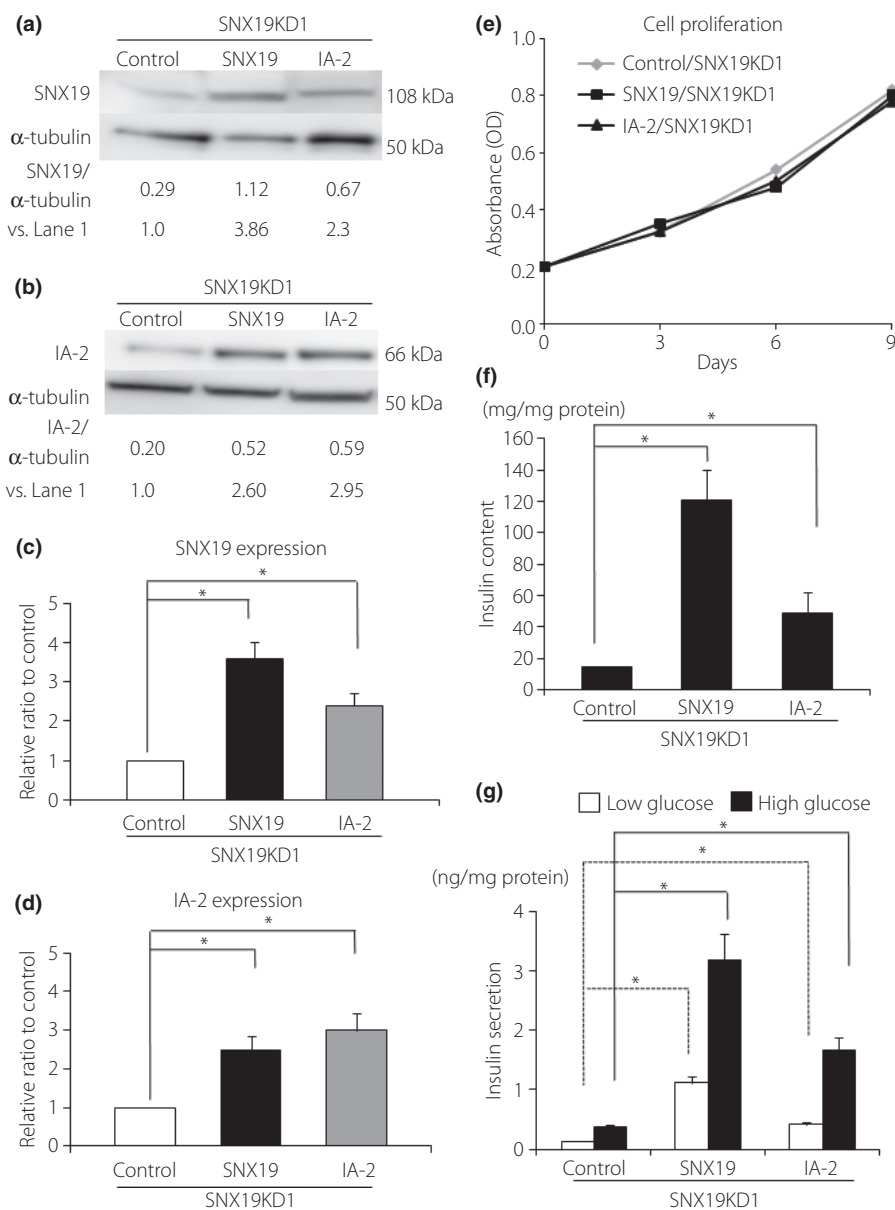 (a)
SNX19KD1
Control SNX19 IA-2
SNX19 108 kDa
α-tubulin 50 kDa
SNX19/
α-tubulin 0.29 1.12 0.67
vs. Lane 1 1.0 3.86 2.3
(b)
SNX19KD1
Control SNX19 IA-2
IA-2 66 kDa
α-tubulin 50 kDa
IA-2/
α-tubulin 0.20 0.52 0.59
vs. Lane 1 1.0 2.60 2.95
(c)
SNX19 expression
*
*
Relative ratio to control
5
4
3
2
1
0
Control SNX19 IA-2
SNX19KD1
(d)
IA-2 expression
*
*
Relative ratio to control
5
4
3
2
1
0
Control SNX19 IA-2
SNX19KD1
(e)
Cell proliferation
Control/SNX19KD1
SNX19/SNX19KD1
IA-2/SNX19KD1
Absorbance (OD)
1.0
0.8
0.6
0.4
0.2
0.0
0 3 6 9
Days
(f)
(mg/mg protein)
*
*
Insulin content
160
140
120
100
80
60
40
20
0
Control SNX19 IA-2
SNX19KD1
(g)
Low glucose High glucose
*
*
(ng/mg protein)
*
*
Insulin secretion
4
3
2
1
0
Control SNX19 IA-2
SNX19KD1